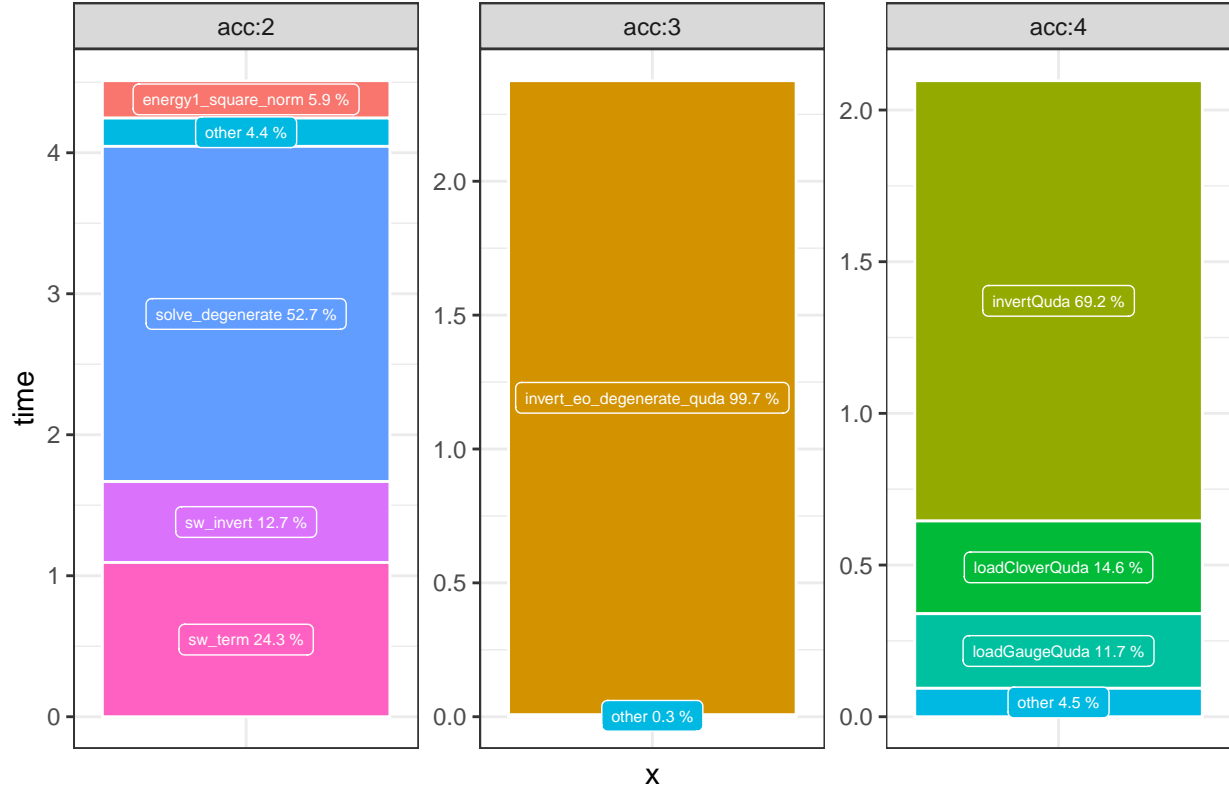 acc:2
acc:3
acc:4
time
4
3
2
1
0
energy1_square_norm 5.9 %
other 4.4 %
solve_degenerate 52.7 %
sw_invert 12.7 %
sw_term 24.3 %
2.0
1.5
1.0
0.5
0.0
invert_eo_degenerate_quda 99.7 %
other 0.3 %
2.0
1.5
1.0
0.5
0.0
invertQuda 69.2 %
loadCloverQuda 14.6 %
loadGaugeQuda 11.7 %
other 4.5 %
x